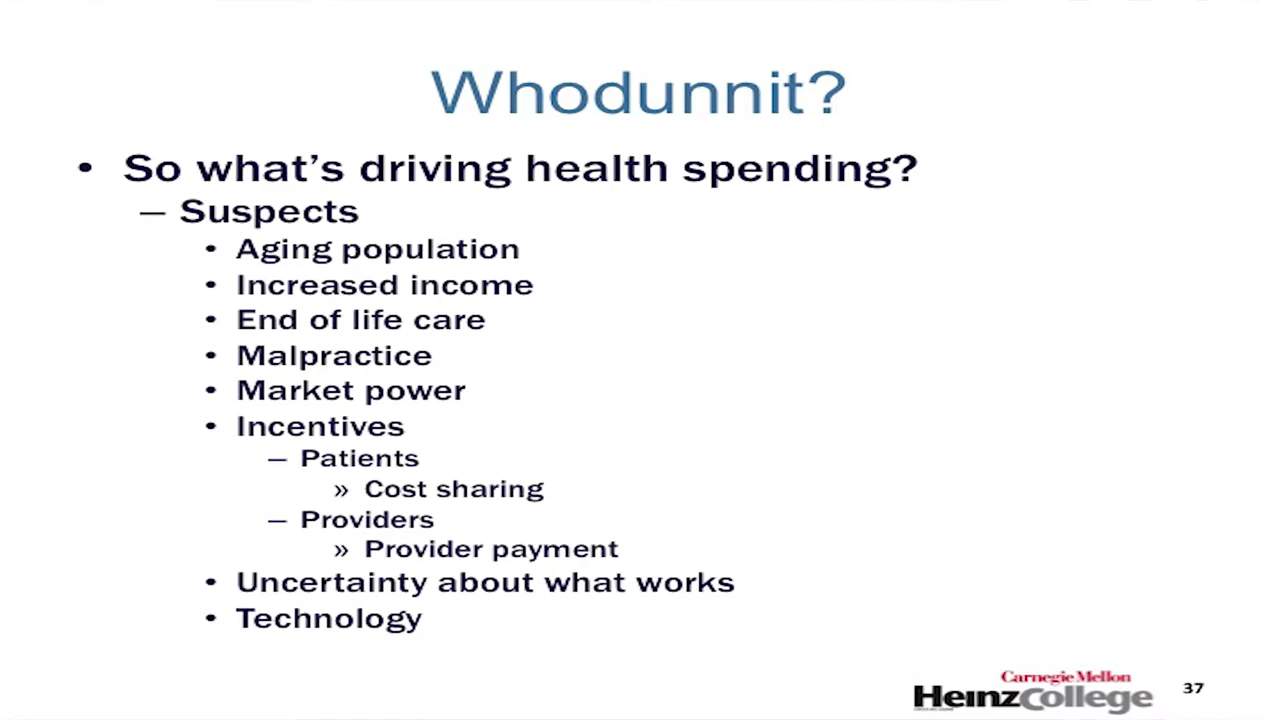 Whodunnit?
• So what's driving health spending?
– Suspects
• Aging population
• Increased income
• End of life care
• Malpractice
• Market power
• Incentives
– Patients
» Cost sharing
– Providers
» Provider payment
• Uncertainty about what works
• Technology
Carnegie Mellon
HeinzCollege
37